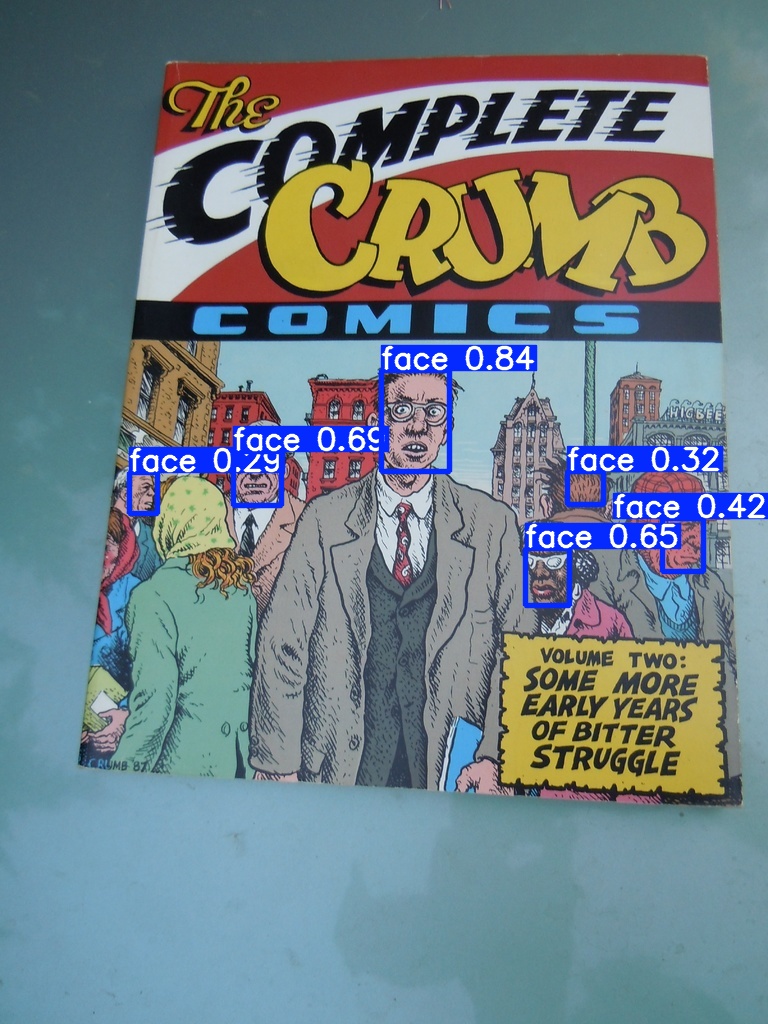 The
COMPLETE
CRUMB
COMICS
face 0.84
face 0.69
face 0.29
face 0.32
HIGBEE
face 0.42
face 0.65
VOLUME TWO:
SOME MORE
EARLY YEARS
OF BITTER
STRUGGLE
CRUMB 87